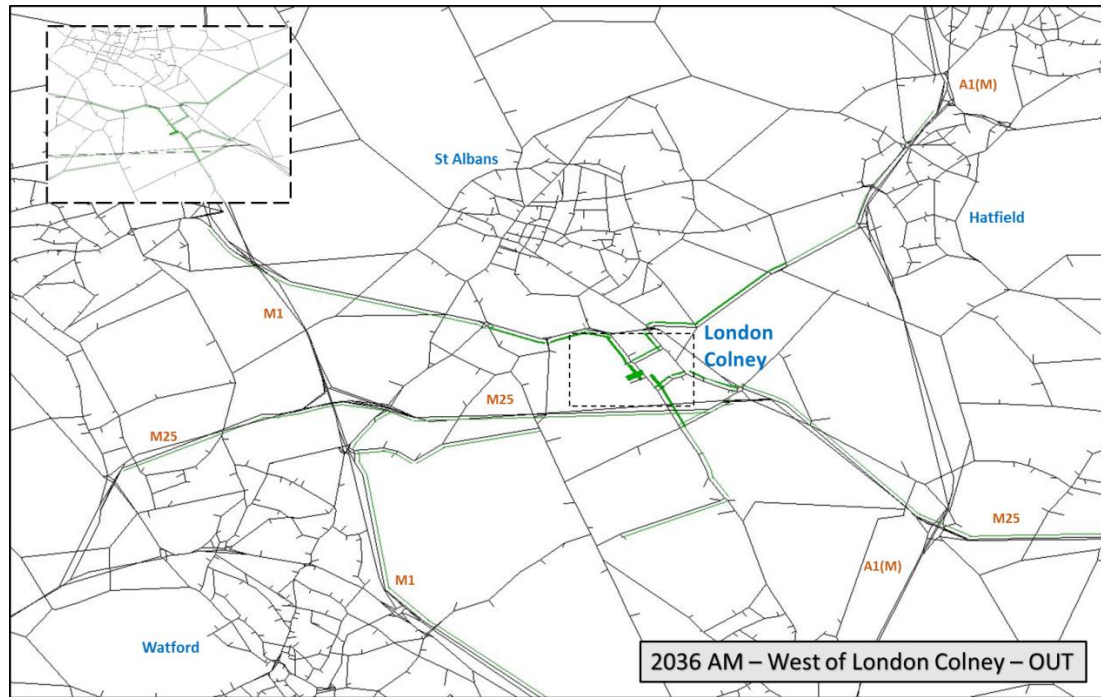 A1(M)
St Albans
Hatfield
M1
London
Colney
M25
M25
M25
M1
A1(M)
Watford
2036 AM – West of London Colney – OUT